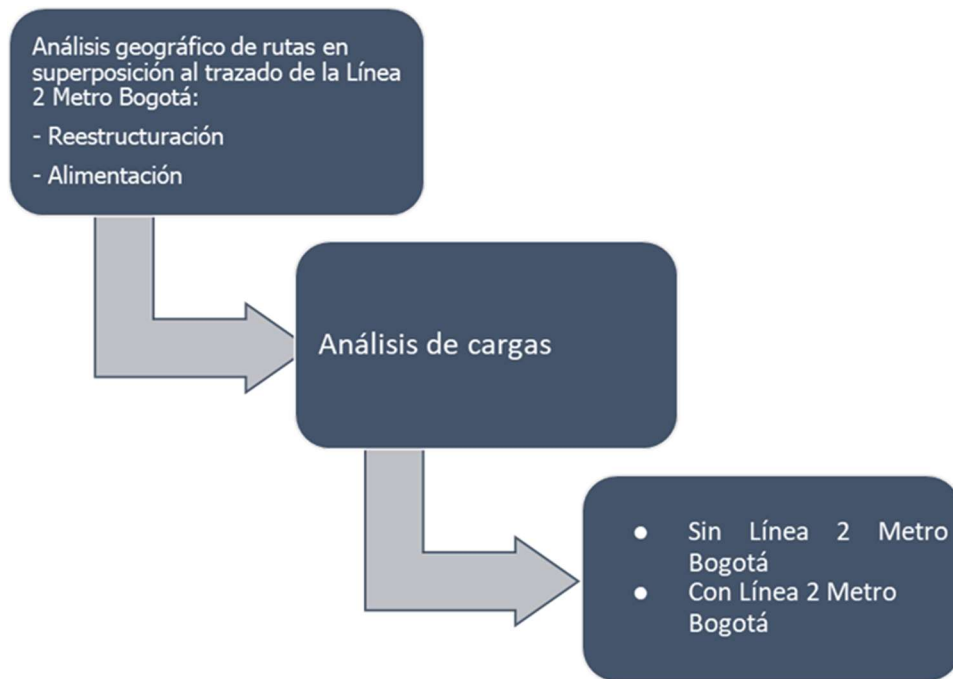 Análisis geográfico de rutas en
superposición al trazado de la Línea
2 Metro Bogotá:
- Reestructuración
- Alimentación
Análisis de cargas
● Sin Línea 2 Metro
Bogotá
● Con Línea 2 Metro
Bogotá